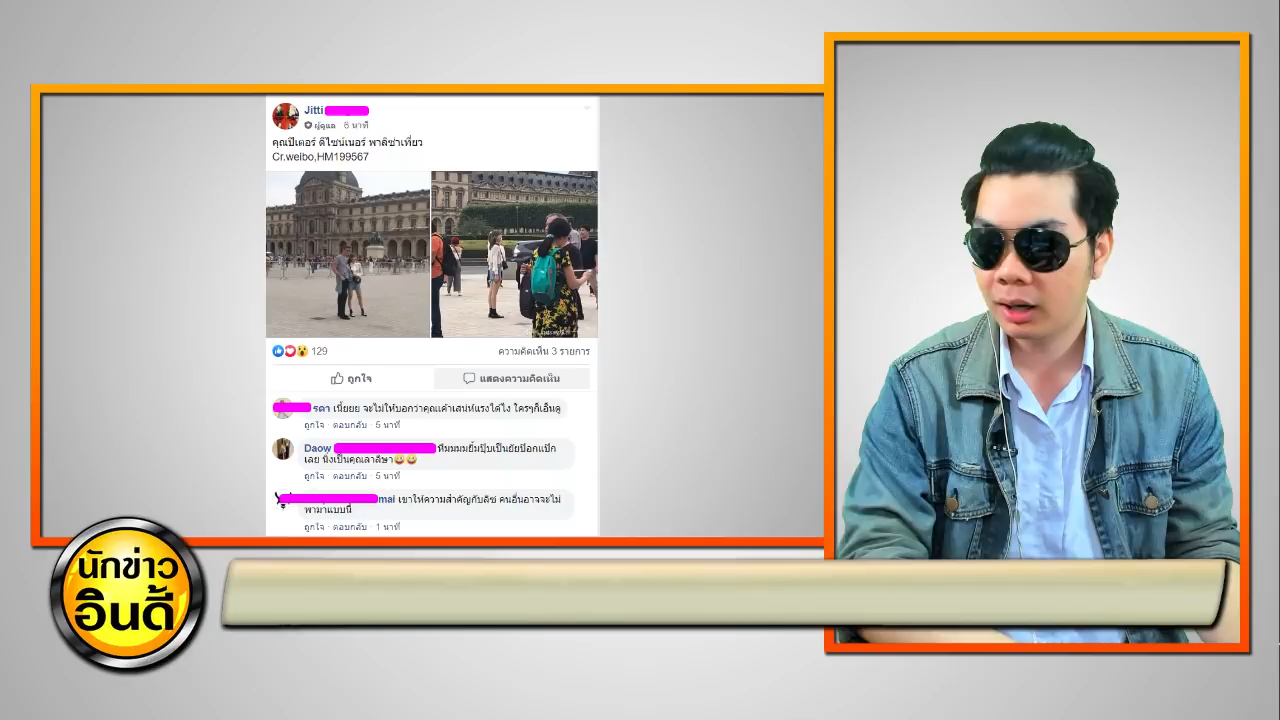 Jitti
ผู้ดูแล · 6 นาที
คุณปีเตอร์ ดีไซน์เนอร์ พาลิซ่าเที่ยว
Cr.weibo,HM199567
129
ความคิดเห็น 3 รายการ
ถูกใจ
แสดงความคิดเห็น
รดา เนี้ยยย จะไม่ให้บอกว่าคุณแค้าเสน่ห์แรงได้ไง ใครๆก็เอ็นดู
ถูกใจ · ตอบกลับ · 5 นาที
Daow ทีมมมมยิ้มปุ๊บเป็นยัยป๊อกแป๊ก
เลย นิ่งเป็นคุณลาลิษา
ถูกใจ · ตอบกลับ · 5 นาที
mai เขาให้ความสำคัญกับลิซ คนอื่นอาจจะไม่
พามาแบบนี้
ถูกใจ · ตอบกลับ · 1 นาที
นักข่าว
อินดี้